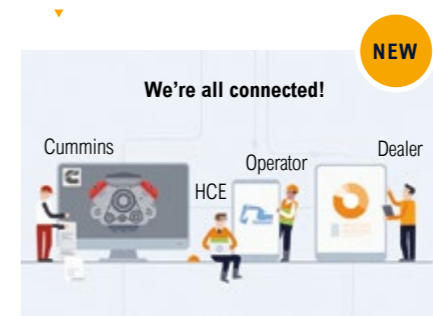 NEW
We're all connected!
Cummins
Operator
Dealer
HCE